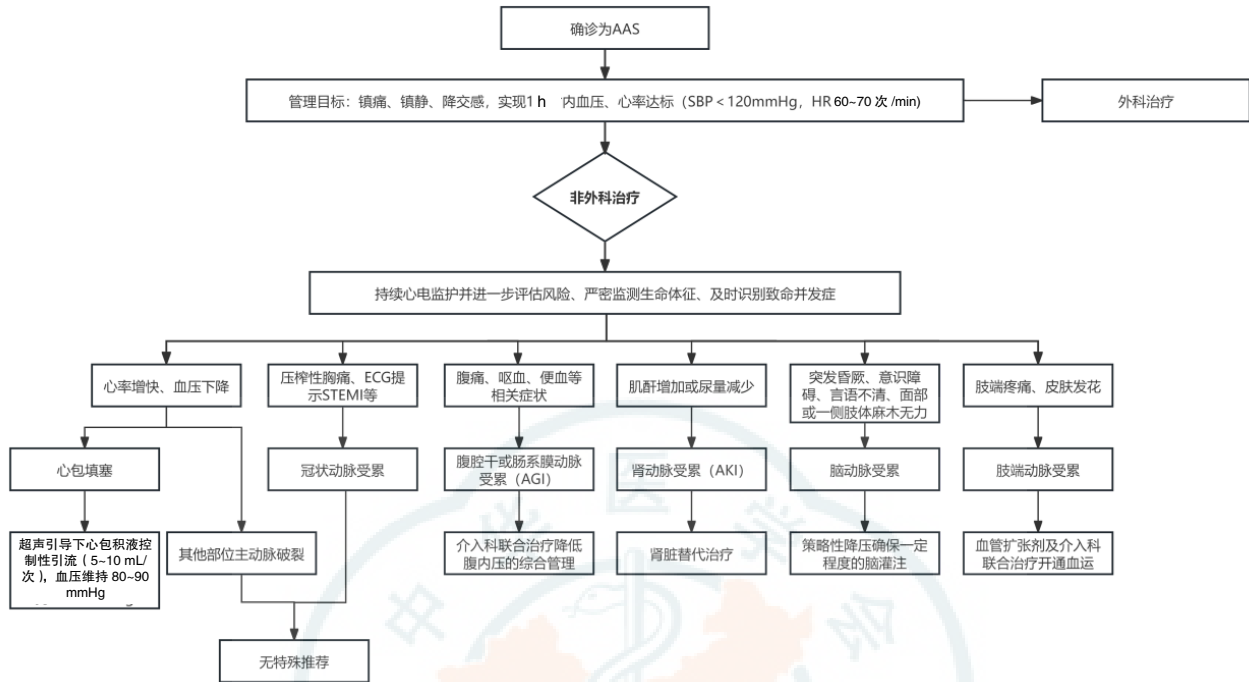 确诊为AAS
管理目标：镇痛、镇静、降交感，实现1 h 内血压、心率达标（SBP＜120mmHg，HR 60~70 次 /min)
外科治疗
非外科治疗
持续心电监护并进一步评估风险、严密监测生命体征、及时识别致命并发症
心率增快、血压下降
压榨性胸痛、ECG提
示STEMI等
腹痛、呕血、便血等
相关症状
肌酐增加或尿量减少
突发昏厥、意识障
碍、言语不清、面部
或一侧肢体麻木无力
肢端疼痛、皮肤发花
心包填塞
冠状动脉受累
腹腔干或肠系膜动脉
受累（AGI）
肾动脉受累（AKI）
脑动脉受累
肢端动脉受累
超声引导下心包积液控
制性引流（ 5~10 mL/
次 ），血压维持 80~90
mmHg
其他部位主动脉破裂
介入科联合治疗降低
腹内压的综合管理
肾脏替代治疗
策略性降压确保一定
程度的脑灌注
血管扩张剂及介入科
联合治疗开通血运
无特殊推荐
中华医学会